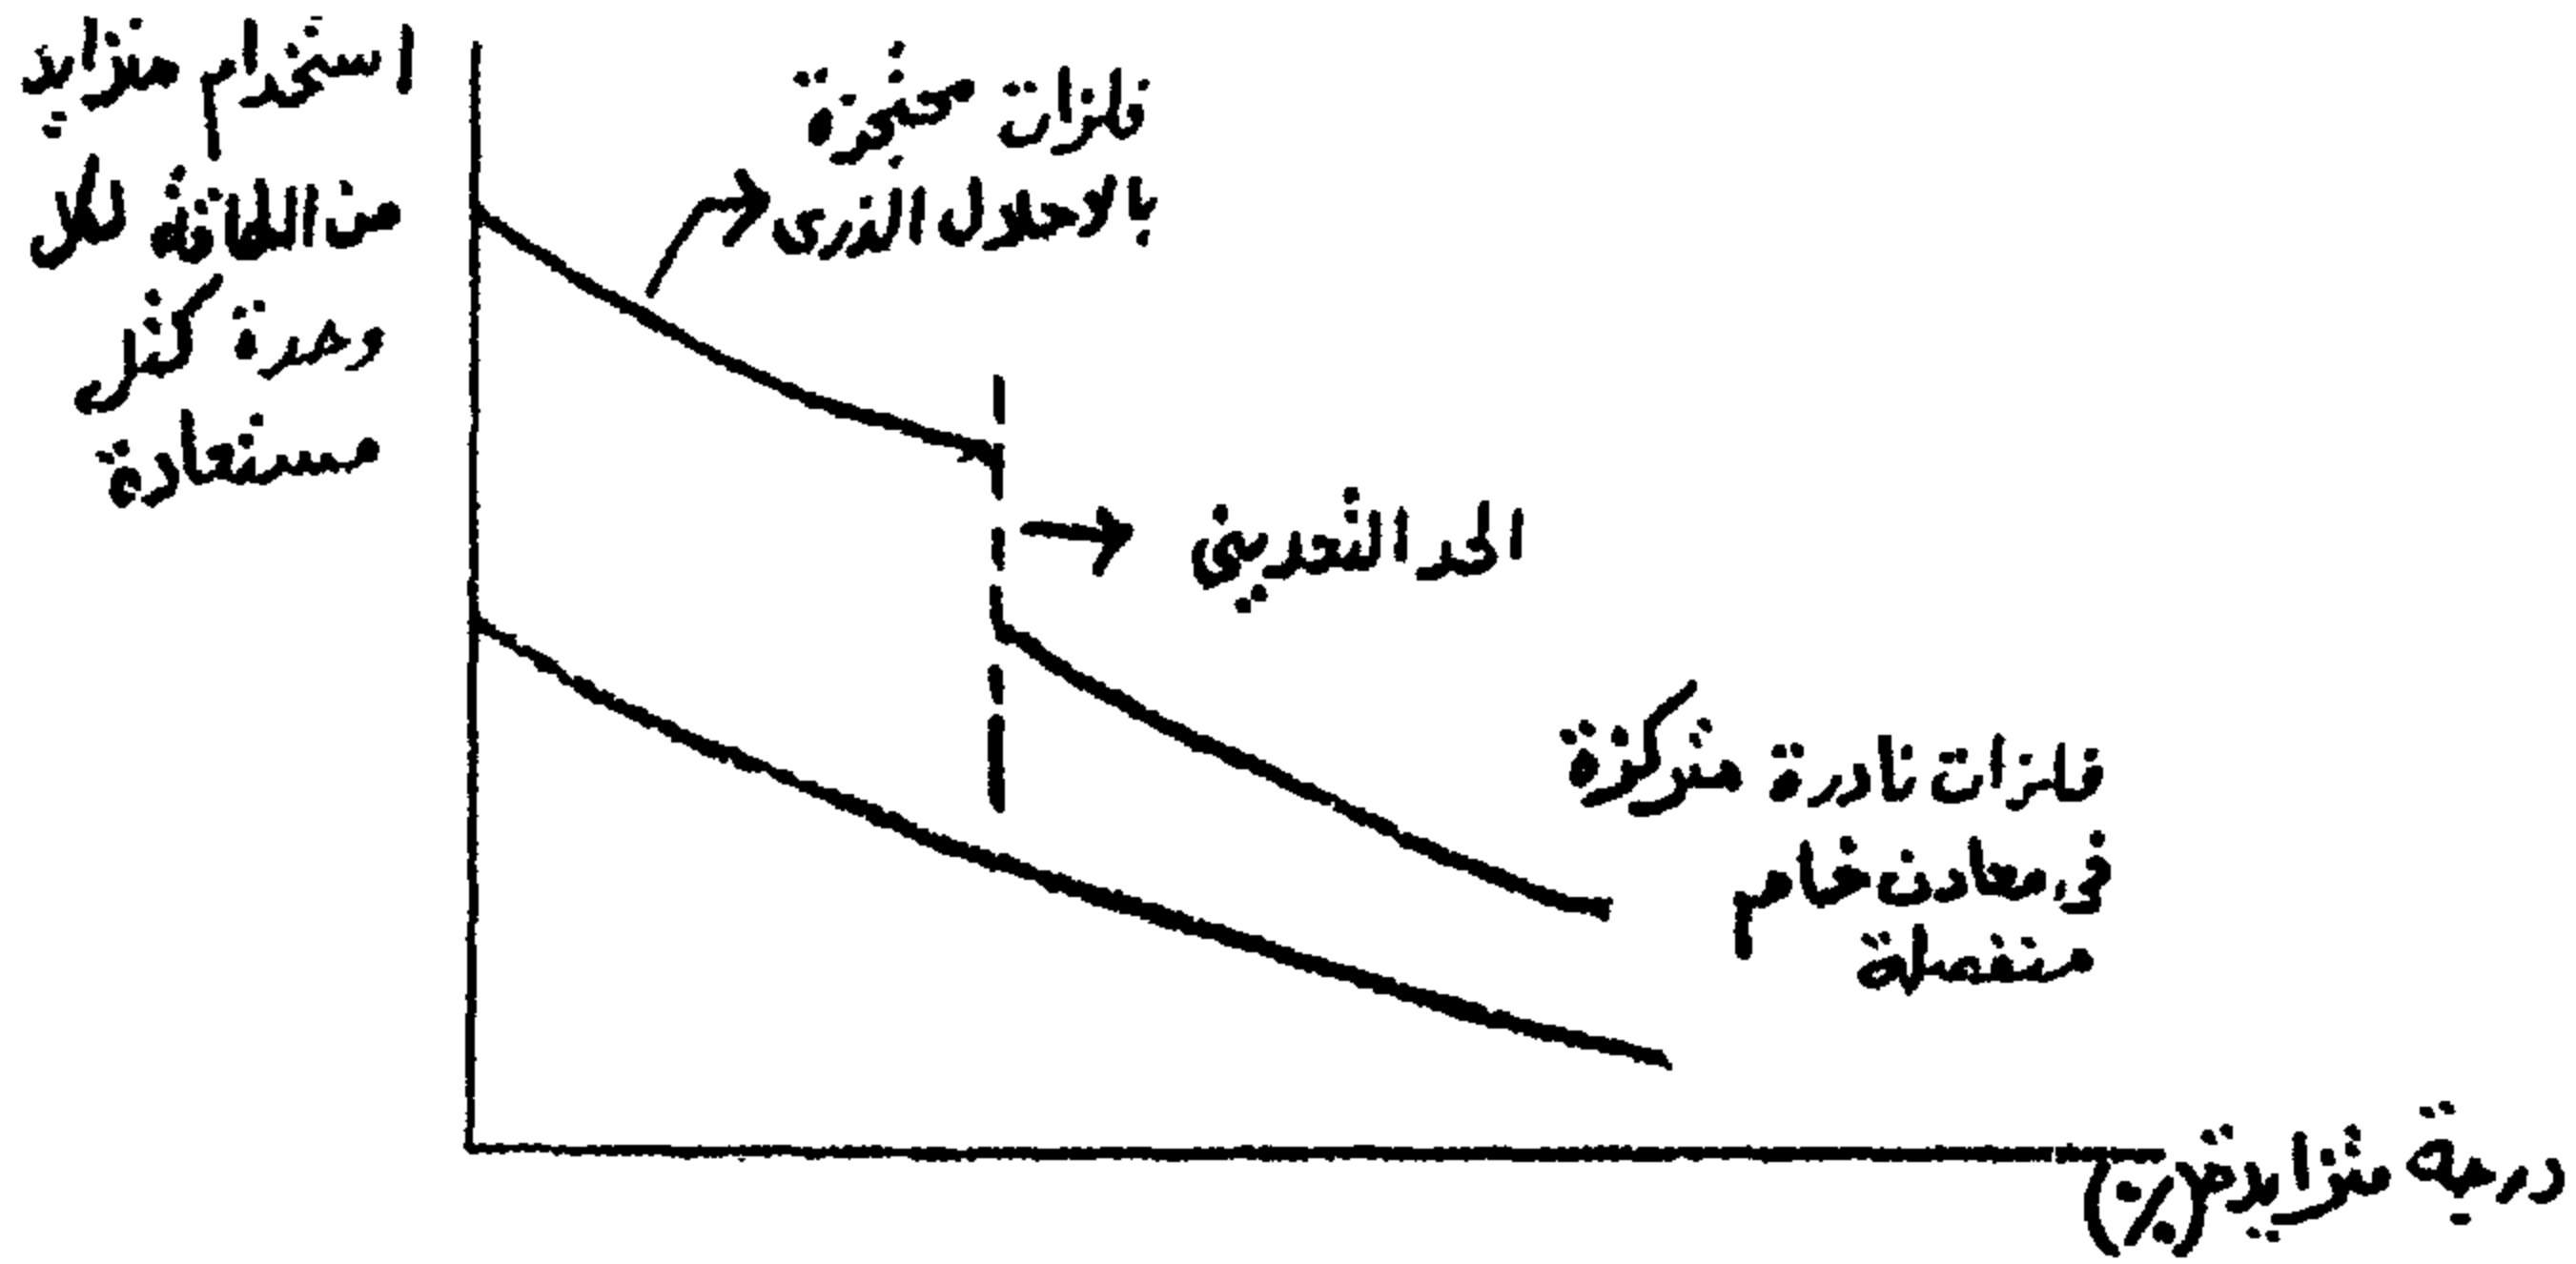 استخدام متزايد
من الطاقة لكل
وحدة كتل
مستعادة
فلزات محتجزة
بالاحلال الذرى
الحد التعدينى
فلزات نادرة متركزة
فى معادن خام
منفصلة
درجة متزايدة (٪)